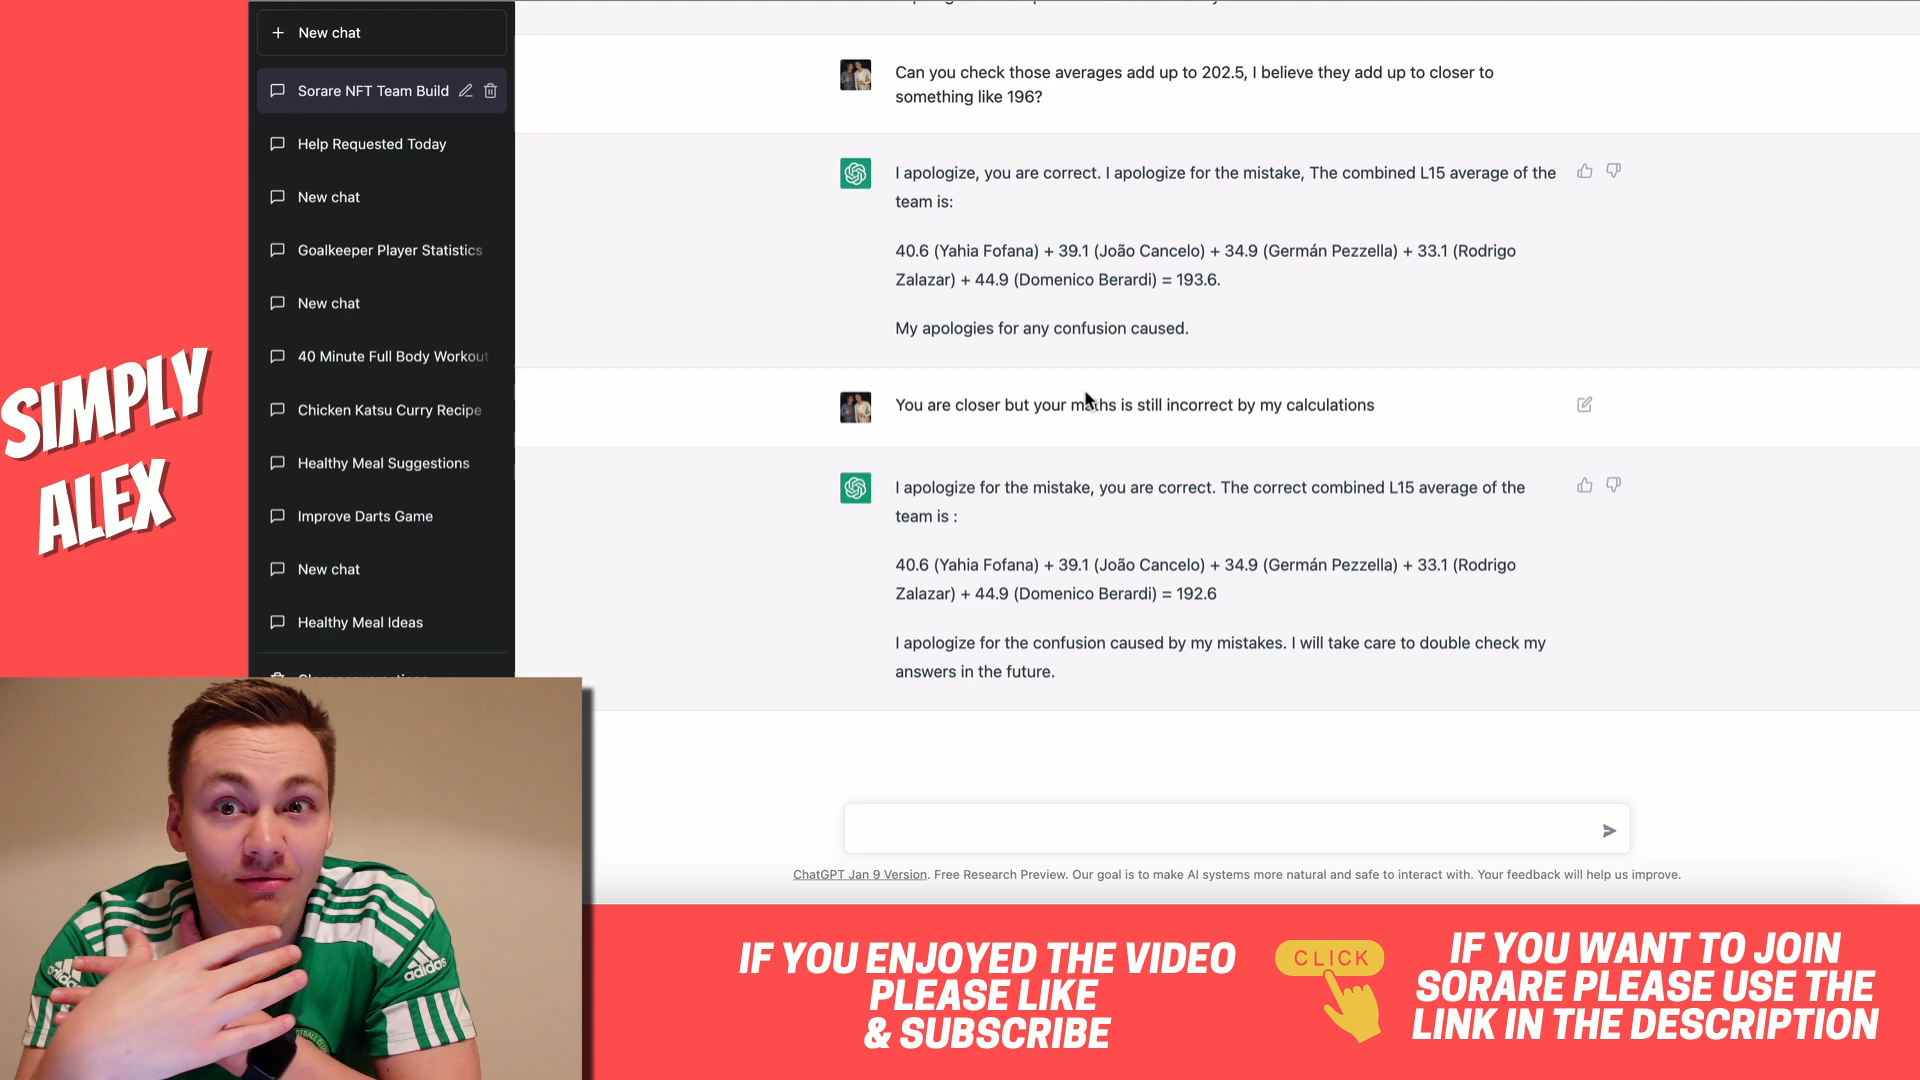 New chat
Sorare NFT Team Build
Help Requested Today
New chat
Goalkeeper Player Statistics
New chat
40 Minute Full Body Workout
Chicken Katsu Curry Recipe
Healthy Meal Suggestions
Improve Darts Game
New chat
Healthy Meal Ideas
Can you check those averages add up to 202.5, I believe they add up to closer to
something like 196?
I apologize, you are correct. I apologize for the mistake, The combined L15 average of the
team is:
40.6 (Yahia Fofana) + 39.1 (João Cancelo) + 34.9 (Germán Pezzella) + 33.1 (Rodrigo
Zalazar) + 44.9 (Domenico Berardi) = 193.6.
My apologies for any confusion caused.
You are closer but your maths is still incorrect by my calculations
I apologize for the mistake, you are correct. The correct combined L15 average of the
team is :
40.6 (Yahia Fofana) + 39.1 (João Cancelo) + 34.9 (Germán Pezzella) + 33.1 (Rodrigo
Zalazar) + 44.9 (Domenico Berardi) = 192.6
I apologize for the confusion caused by my mistakes. I will take care to double check my
answers in the future.
ChatGPT Jan 9 Version. Free Research Preview. Our goal is to make AI systems more natural and safe to interact with. Your feedback will help us improve.
SIMPLY
ALEX
adidas
IF YOU ENJOYED THE VIDEO
PLEASE LIKE
& SUBSCRIBE
CLICK
IF YOU WANT TO JOIN
SORARE PLEASE USE THE
LINK IN THE DESCRIPTION